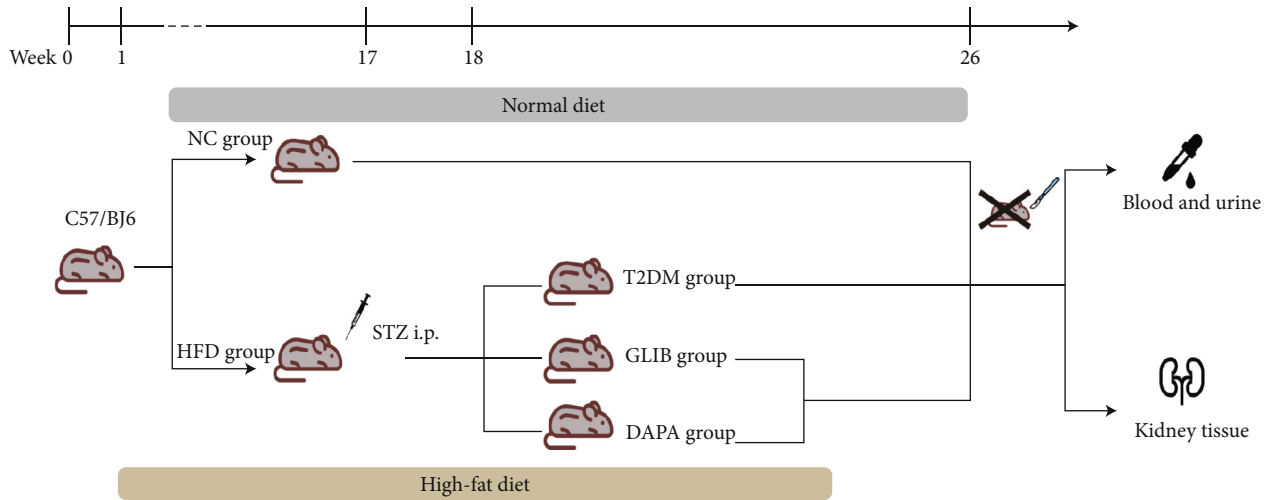 Week 0 1 17 18 26
Normal diet
NC group
C57/BJ6
Blood and urine
T2DM group
STZ i.p.
HFD group
GLIB group
DAPA group
Kidney tissue
High-fat diet